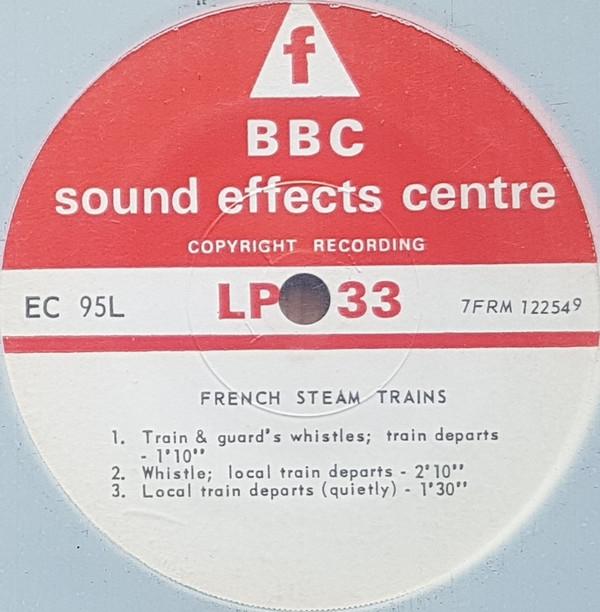 f
BBC
sound effects centre
COPYRIGHT RECORDING
EC 95L LP 33 7FRM 122549
FRENCH STEAM TRAINS
1. Train & guard's whistles; train departs
- 1'10''
2. Whistle; local train departs - 2'10''
3. Local train departs (quietly) - 1'30''